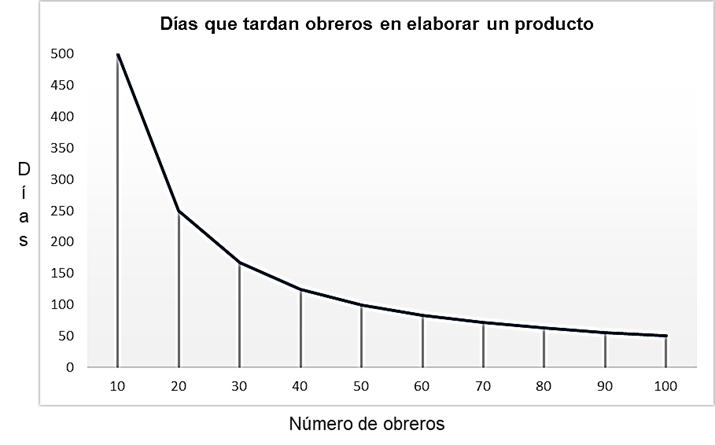 Días que tardan obreros en elaborar un producto
500
450
400
350
300
250
200
150
100
50
0
D
í
a
s
10 20 30 40 50 60 70 80 90 100
Número de obreros